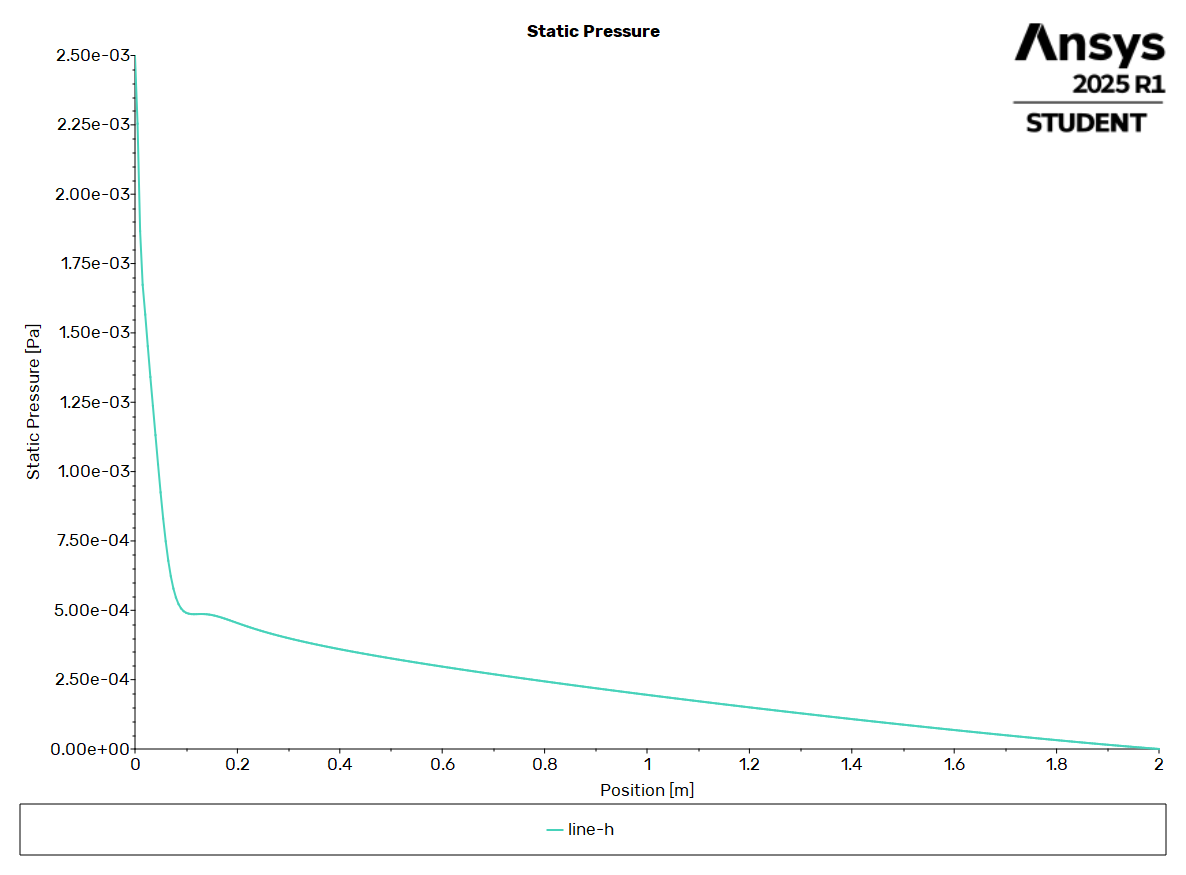 Static Pressure
Ansys
2025 R1
STUDENT
2.50e-03
2.25e-03
2.00e-03
1.75e-03
1.50e-03
1.25e-03
1.00e-03
7.50e-04
5.00e-04
2.50e-04
0.00e+00
Static Pressure [Pa]
0 0.2 0.4 0.6 0.8 1 1.2 1.4 1.6 1.8 2
Position [m]
line-h